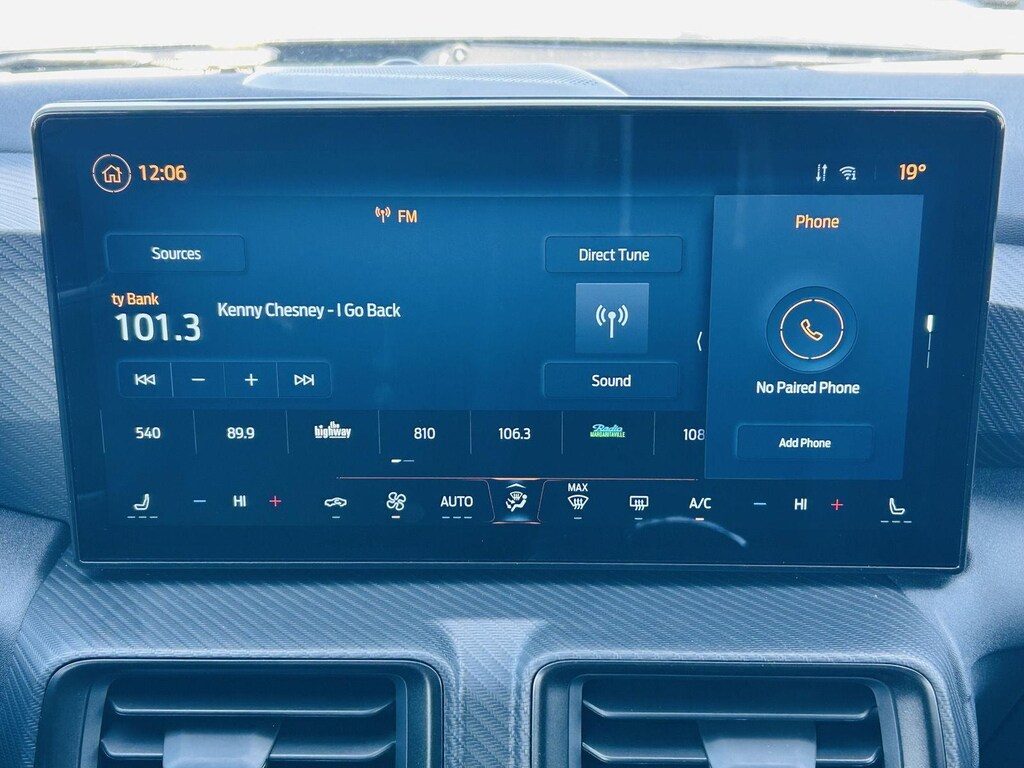 12:06
19°
FM
Phone
Sources
Direct Tune
ty Bank
101.3
Kenny Chesney - I Go Back
Sound
No Paired Phone
Add Phone
540
89.9
the highway
810
106.3
Radio
MARGARITAVILLE
108
HI
AUTO
MAX
A/C
HI